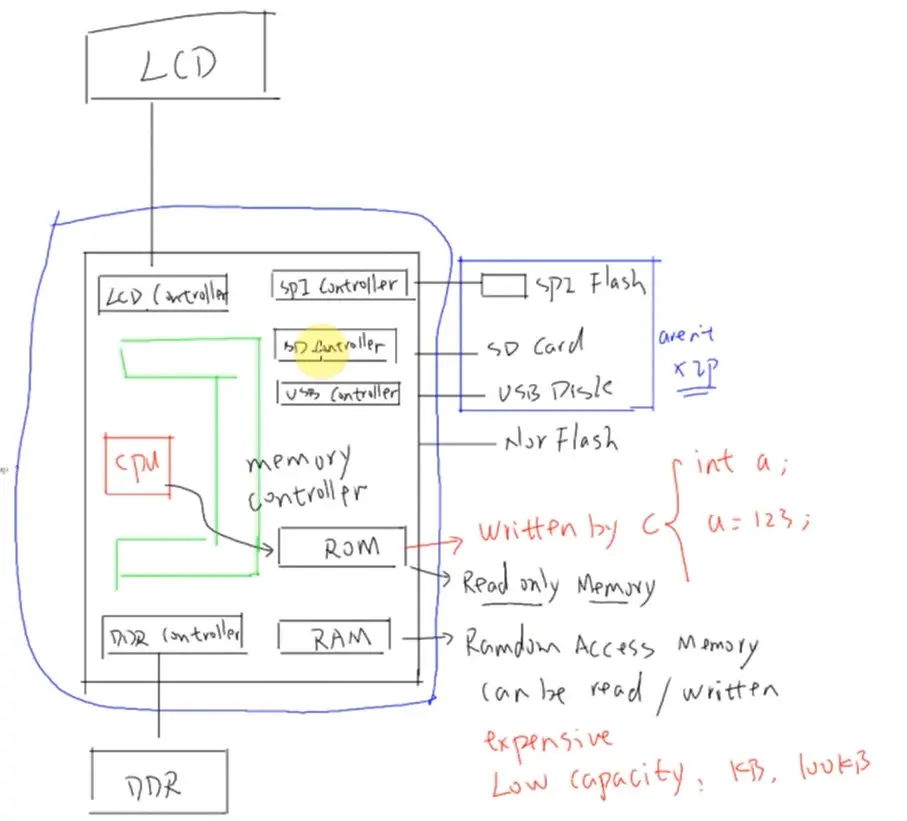 LCD
LCD Controller
SPI Controller
SPI Flash
SD Controller
SD Card
aren't
XIP
USB Controller
USB Disk
Nor Flash
CPU
memory
controller
int a;
a = 123;
ROM
written by C
Read only Memory
DDR Controller
RAM
Ramdom Access Memory
can be read / written
expensive
Low capacity, KB, 100KB
DDR